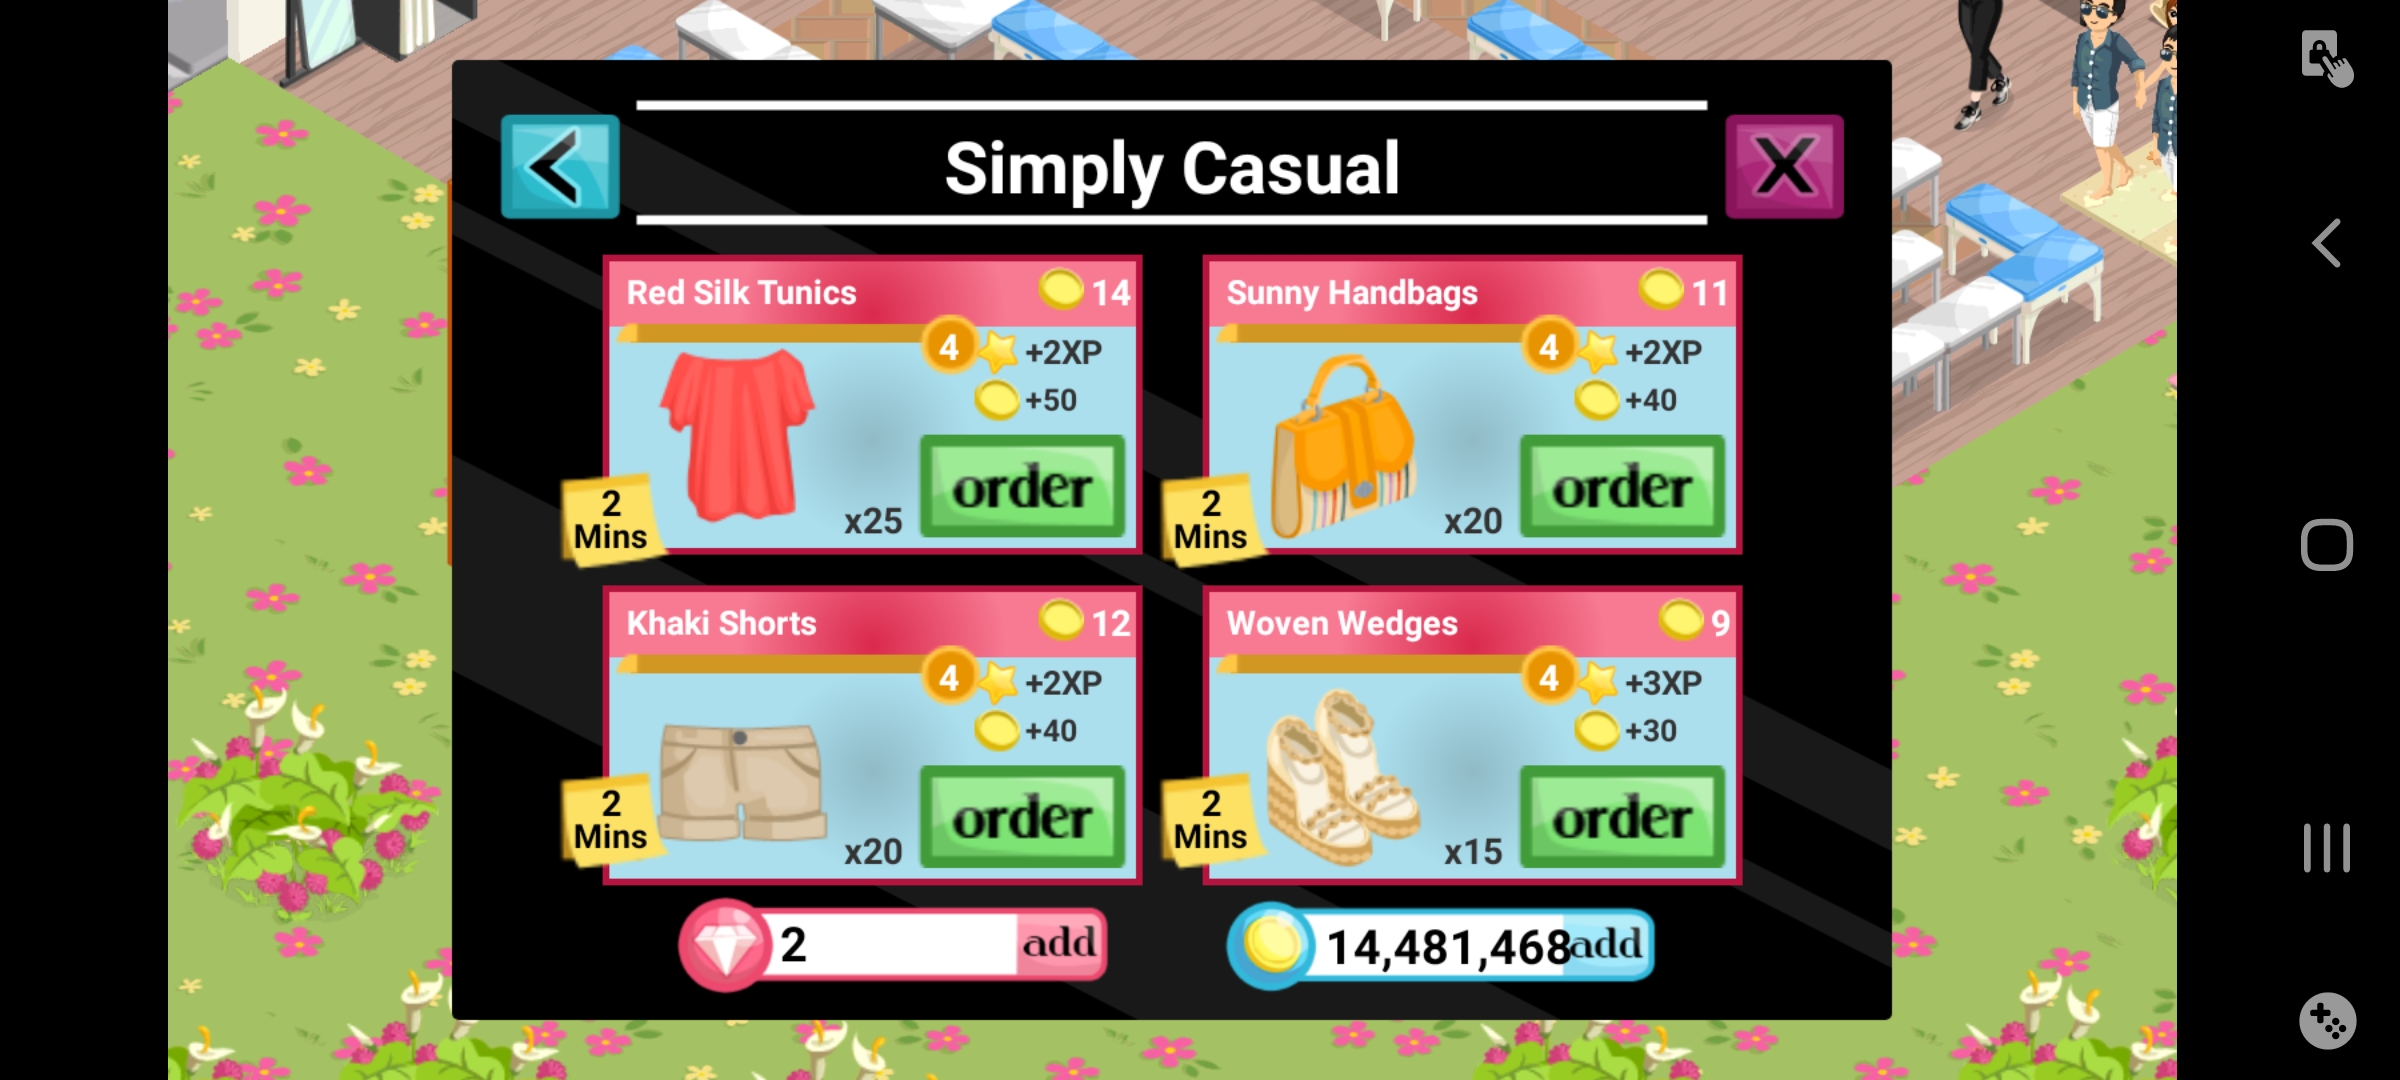 Simply Casual
Red Silk Tunics 14
4 +2XP
+50
2
Mins
x25
order
Sunny Handbags 11
4 +2XP
+40
2
Mins
x20
order
Khaki Shorts 12
4 +2XP
+40
2
Mins
x20
order
Woven Wedges 9
4 +3XP
+30
2
Mins
x15
order
2 add
14,481,468 add